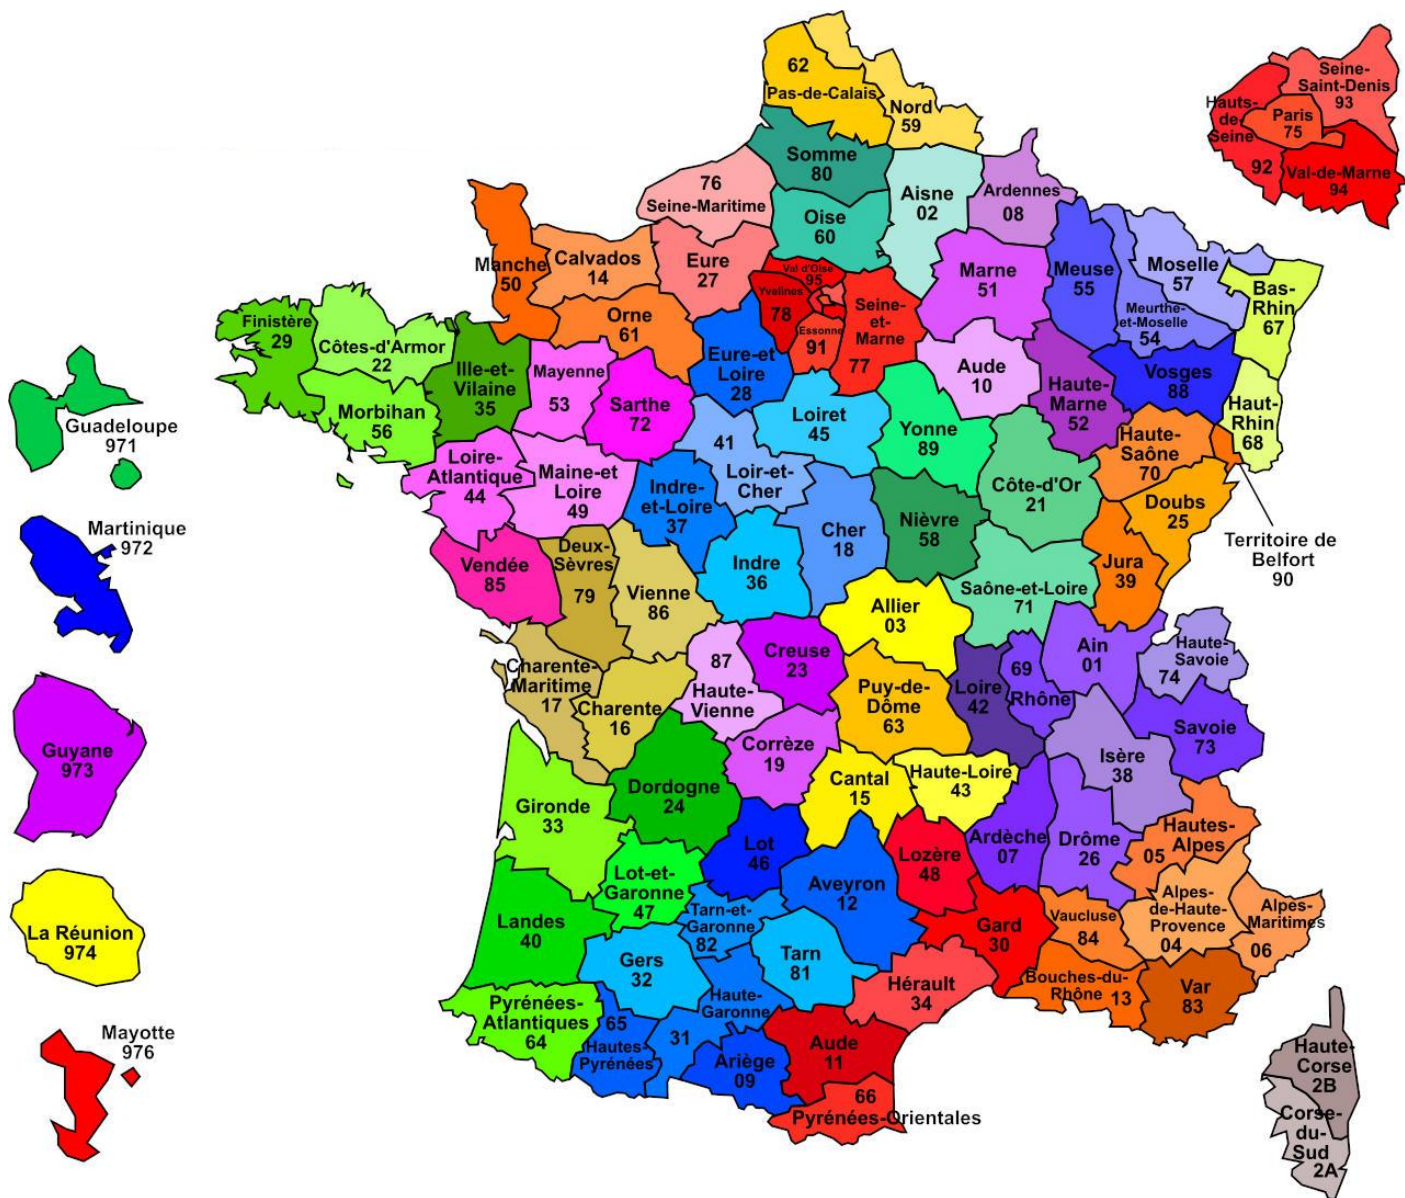 62
Pas-de-Calais
Nord
59
Somme
80
Aisne
02
Ardennes
08
76
Seine-Maritime
Oise
60
Seine-
Saint-Denis
93
Hauts-
de
Seine
92
Paris
75
Val-de-Marne
94
Manche
50
Calvados
14
Eure
27
Val d'Oise
95
Yvelines
78
Essonne
91
Seine-
et-
Marne
77
Marne
51
Meuse
55
Moselle
57
Meurthe-
et-Moselle
54
Bas-
Rhin
67
Finistère
29
Côtes-d'Armor
22
Ille-et-
Vilaine
35
Morbihan
56
Orne
61
Mayenne
53
Sarthe
72
Eure-et
Loire
28
Loiret
45
Aude
10
Haute-
Marne
52
Vosges
88
Haut-
Rhin
68
Guadeloupe
971
Loire-
Atlantique
44
Maine-et
Loire
49
Indre-
et-Loire
37
41
Loir-et-
Cher
Yonne
89
Côte-d'Or
21
Haute-
Saône
70
Doubs
25
Territoire de
Belfort
90
Martinique
972
Vendée
85
Deux-
Sèvres
79
Vienne
86
Indre
36
Cher
18
Nièvre
58
Saône-et-Loire
71
Jura
39
Allier
03
Charente-
Maritime
17
Charente
16
87
Haute-
Vienne
Creuse
23
Puy-de-
Dôme
63
Loire
42
69
Rhône
Ain
01
Haute-
Savoie
74
Savoie
73
Guyane
973
Gironde
33
Dordogne
24
Corrèze
19
Cantal
15
Haute-Loire
43
Isère
38
Ardèche
07
Drôme
26
Hautes-
Alpes
05
Lot
46
Lot-et-
Garonne
47
Aveyron
12
Lozère
48
Landes
40
Tarn-et-
Garonne
82
Tarn
81
Gard
30
Vaucluse
84
Alpes-
de-Haute-
Provence
04
Alpes-
Maritimes
06
La Réunion
974
Gers
32
Haute-
Garonne
31
Hérault
34
Bouches-du-
Rhône 13
Var
83
Pyrénées-
Atlantiques
64
65
Hautes-
Pyrénées
Ariège
09
Aude
11
66
Pyrénées-Orientales
Mayotte
976
Haute-
Corse
2B
Corse-
du-
Sud
2A